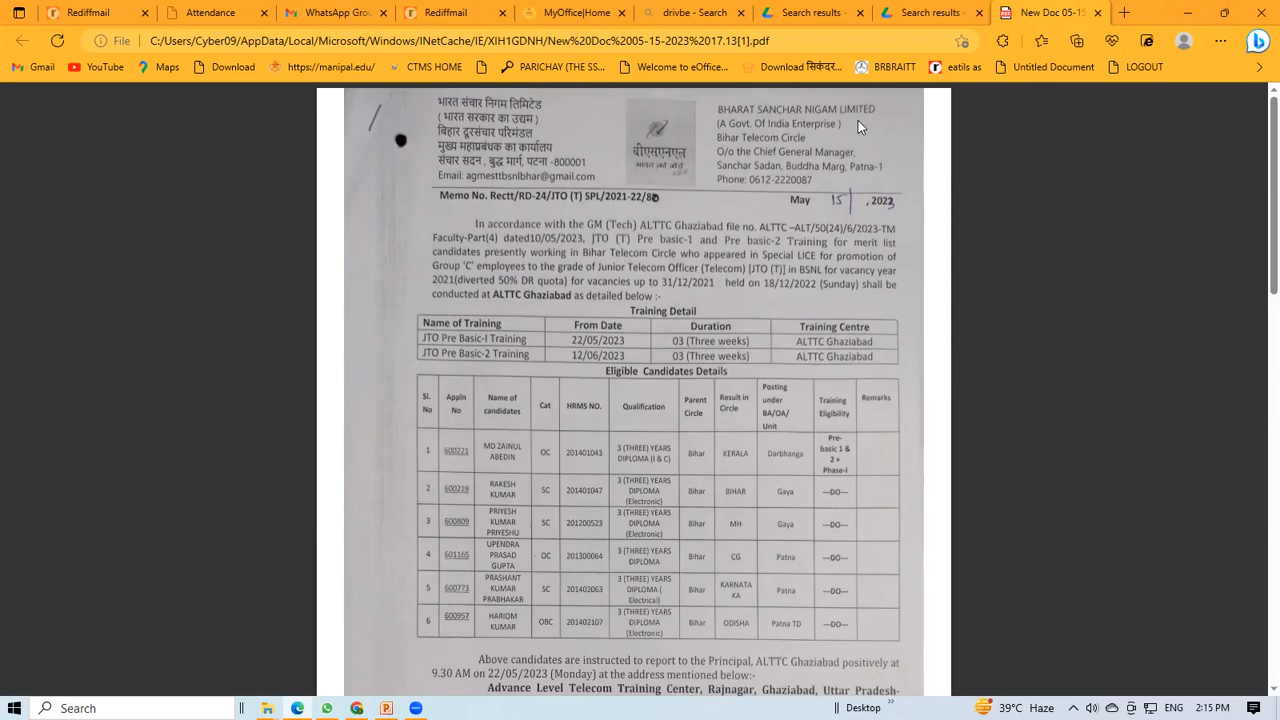 Rediffmail
Attendance
WhatsApp Grou
Rediffmail
MyOffice|Home
drivbe - Search
Search results -
Search results -
New Doc 05-15
File C:/Users/Cyber09/AppData/Local/Microsoft/Windows/INetCache/IE/XIH1GDNH/New%20Doc%2005-15-2023%2017.13[1].pdf
Gmail YouTube Maps Download https://manipal.edu/ CTMS HOME PARICHAY (THE SS... Welcome to eOffice... Download सिकंदर... BRBRAITT eatils as Untitled Document LOGOUT
भारत संचार निगम लिमिटेड
( भारत सरकार का उद्यम )
बिहार दूरसंचार परिमंडल
मुख्य महाप्रबंधक का कार्यालय
संचार सदन , बुद्ध मार्ग, पटना -800001
Email: agmesttbsnlbhar@gmail.com
बीएसएनएल
BHARAT SANCHAR NIGAM LIMITED
(A Govt. Of India Enterprise )
Bihar Telecom Circle
O/o the Chief General Manager,
Sanchar Sadan, Buddha Marg, Patna-1
Phone: 0612-2220087
Memo No. Rectt/RD-24/JTO (T) SPL/2021-22/ May 15 , 2023
In accordance with the GM (Tech) ALTTC Ghaziabad file no. ALTTC –ALT/50(24)/6/2023-TM
Faculty-Part(4) dated10/05/2023, JTO (T) Pre basic-1 and Pre basic-2 Training for merit list
candidates presently working in Bihar Telecom Circle who appeared in Special LICE for promotion of
Group 'C' employees to the grade of Junior Telecom Officer (Telecom) [JTO (T)] in BSNL for vacancy year
2021(diverted 50% DR quota) for vacancies up to 31/12/2021 held on 18/12/2022 (Sunday) shall be
conducted at ALTTC Ghaziabad as detailed below :-
Training Detail
Name of Training From Date Duration Training Centre
JTO Pre Basic-I Training 22/05/2023 03 (Three weeks) ALTTC Ghaziabad
JTO Pre Basic-2 Training 12/06/2023 03 (Three weeks) ALTTC Ghaziabad
Eligible Candidates Details
Sl. No Appln No Name of candidates Cat HRMS NO. Qualification Parent Circle Result in Circle Posting under BA/OA/ Unit Training Eligibility Remarks
1 600221 MD ZAINUL ABEDIN OC 201401043 3 (THREE) YEARS DIPLOMA (I & C) Bihar KERALA Darbhanga Pre-basic 1 & 2 + Phase-I
2 600219 RAKESH KUMAR SC 201401047 3 (THREE) YEARS DIPLOMA (Electronic) Bihar BIHAR Gaya ---DO---
3 600809 PRIYESH KUMAR PRIYESHU SC 201200523 3 (THREE) YEARS DIPLOMA (Electronic) Bihar MH Gaya ---DO---
4 601165 UPENDRA PRASAD GUPTA OC 201300064 3 (THREE) YEARS DIPLOMA Bihar CG Patna ---DO---
5 600773 PRASHANT KUMAR PRABHAKAR SC 201402063 3 (THREE) YEARS DIPLOMA ( Electrical) Bihar KARNATA KA Patna ---DO---
6 600957 HARIOM KUMAR OBC 201402107 3 (THREE) YEARS DIPLOMA (Electronic) Bihar ODISHA Patna TD ---DO---
Above candidates are instructed to report to the Principal, ALTTC Ghaziabad positively at
9.30 AM on 22/05/2023 (Monday) at the address mentioned below:-
Advance Level Telecom Training Center, Rajnagar, Ghaziabad, Uttar Pradesh-
Search
Desktop
39°C Haze
ENG 2:15 PM